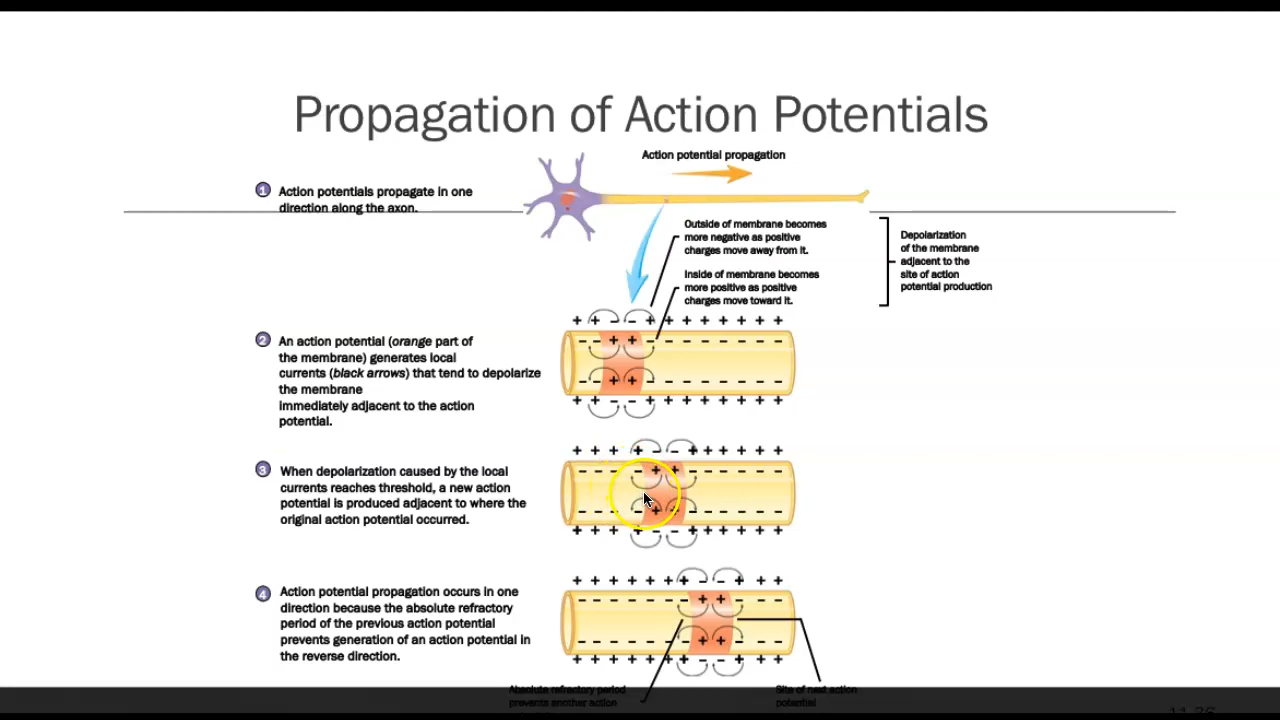 Propagation of Action Potentials
Action potential propagation
1 Action potentials propagate in one
direction along the axon.
Outside of membrane becomes
more negative as positive
charges move away from it.
Inside of membrane becomes
more positive as positive
charges move toward it.
Depolarization
of the membrane
adjacent to the
site of action
potential production
2 An action potential (orange part of
the membrane) generates local
currents (black arrows) that tend to depolarize
the membrane
immediately adjacent to the action
potential.
3 When depolarization caused by the local
currents reaches threshold, a new action
potential is produced adjacent to where the
original action potential occurred.
4 Action potential propagation occurs in one
direction because the absolute refractory
period of the previous action potential
prevents generation of an action potential in
the reverse direction.
Absolute refractory period
prevents another action
Site of next action
potential